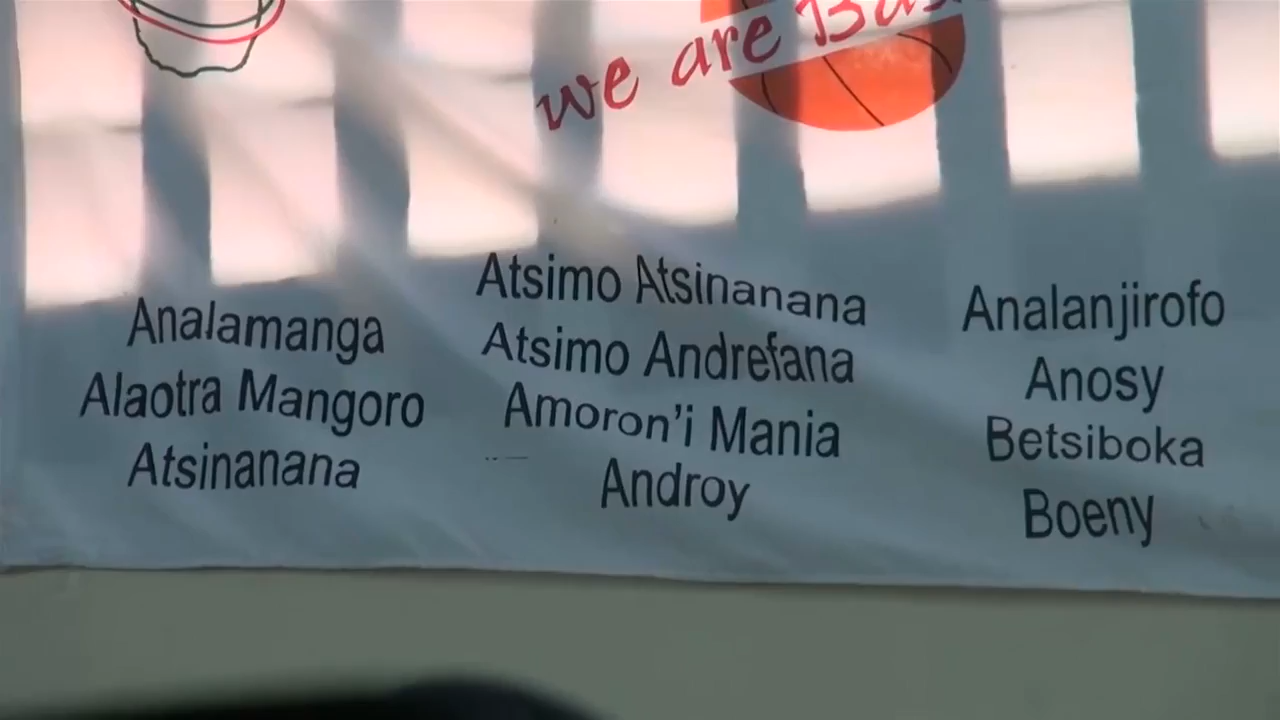 we are
Analamanga
Alaotra Mangoro
Atsinanana
Atsimo Atsinanana
Atsimo Andrefana
Amoron'i Mania
Androy
Analanjirofo
Anosy
Betsiboka
Boeny